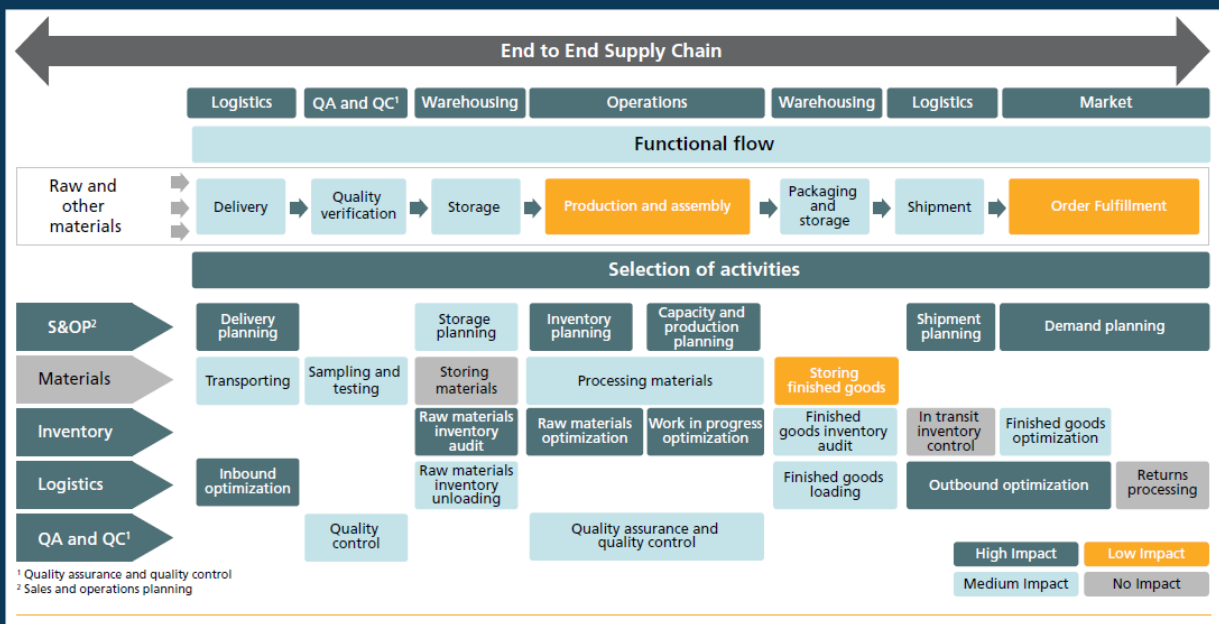 End to End Supply Chain
Logistics
QA and QC¹
Warehousing
Operations
Warehousing
Logistics
Market
Functional flow
Raw and
other
materials
Delivery
Quality
verification
Storage
Production and assembly
Packaging
and
storage
Shipment
Order Fulfillment
Selection of activities
S&OP²
Delivery
planning
Storage
planning
Inventory
planning
Capacity and
production
planning
Shipment
planning
Demand planning
Materials
Transporting
Sampling and
testing
Storing
materials
Processing materials
Storing
finished goods
Inventory
Raw materials
inventory
audit
Raw materials
optimization
Work in progress
optimization
Finished
goods inventory
audit
In transit
inventory
control
Finished goods
optimization
Logistics
Inbound
optimization
Raw materials
inventory
unloading
Finished goods
loading
Outbound optimization
Returns
processing
QA and QC¹
Quality
control
Quality assurance and
quality control
High Impact
Low Impact
Medium Impact
No Impact
¹ Quality assurance and quality control
² Sales and operations planning